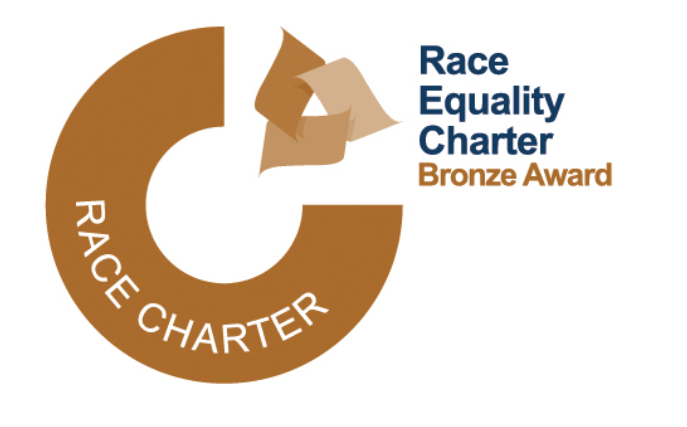 Race
Equality
Charter
Bronze Award
RACE CHARTER